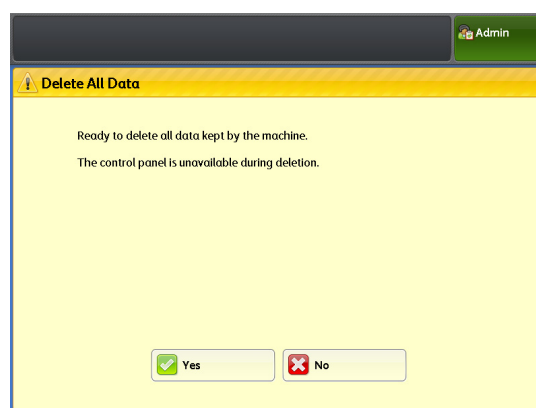 Admin
Delete All Data
Ready to delete all data kept by the machine.
The control panel is unavailable during deletion.
Yes
No